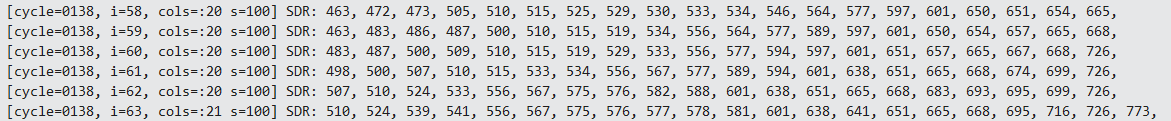 [cycle=0138, i=58, cols=:20 s=100] SDR: 463, 472, 473, 505, 510, 515, 525, 529, 530, 533, 534, 546, 564, 577, 597, 601, 650, 651, 654, 665,
[cycle=0138, i=59, cols=:20 s=100] SDR: 463, 483, 486, 487, 500, 510, 515, 519, 534, 556, 564, 577, 589, 597, 601, 650, 654, 657, 665, 668,
[cycle=0138, i=60, cols=:20 s=100] SDR: 483, 487, 500, 509, 510, 515, 519, 529, 533, 556, 577, 594, 597, 601, 651, 657, 665, 667, 668, 726,
[cycle=0138, i=61, cols=:20 s=100] SDR: 498, 500, 507, 510, 515, 533, 534, 556, 567, 577, 589, 594, 601, 638, 651, 665, 668, 674, 699, 726,
[cycle=0138, i=62, cols=:20 s=100] SDR: 507, 510, 524, 533, 556, 567, 575, 576, 582, 588, 601, 638, 651, 665, 668, 683, 693, 695, 699, 726,
[cycle=0138, i=63, cols=:21 s=100] SDR: 510, 524, 539, 541, 556, 567, 575, 576, 577, 578, 581, 601, 638, 641, 651, 665, 668, 695, 716, 726, 773,